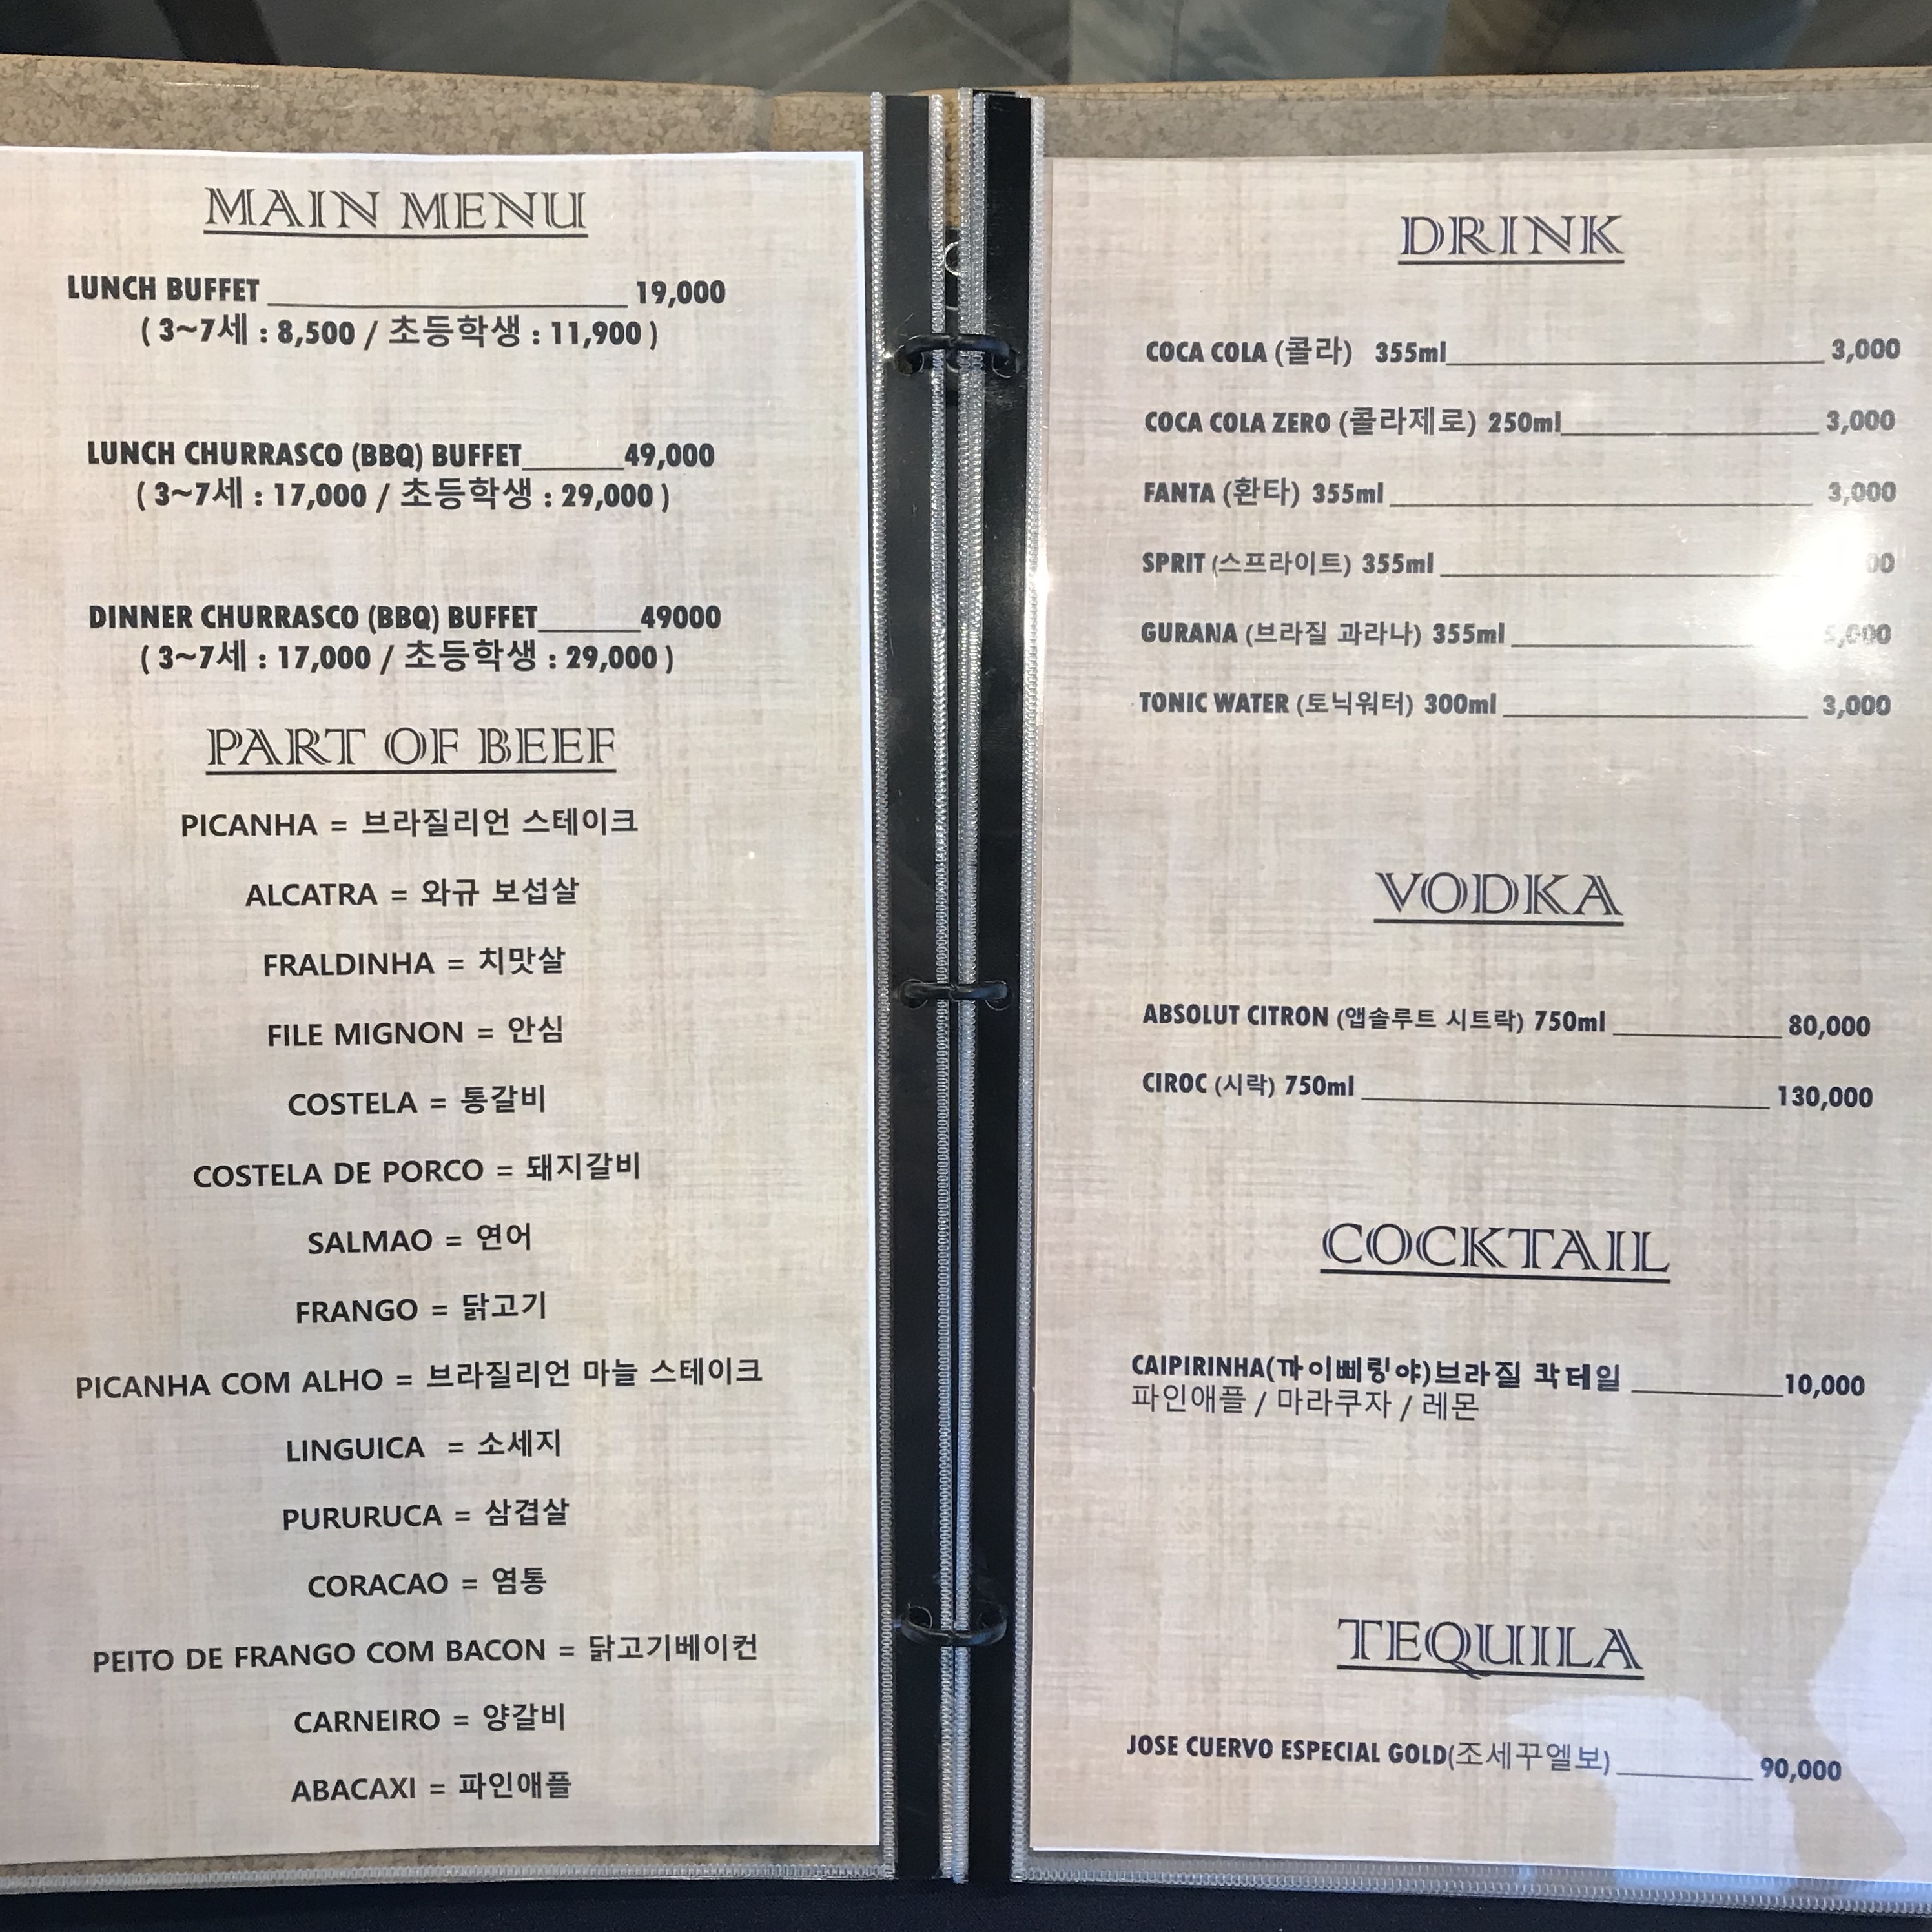 MAIN MENU
LUNCH BUFFET 19,000
( 3~7세 : 8,500 / 초등학생 : 11,900 )
LUNCH CHURRASCO (BBQ) BUFFET 49,000
( 3~7세 : 17,000 / 초등학생 : 29,000 )
DINNER CHURRASCO (BBQ) BUFFET 49000
( 3~7세 : 17,000 / 초등학생 : 29,000 )
PART OF BEEF
PICANHA = 브라질리언 스테이크
ALCATRA = 와규 보섭살
FRALDINHA = 치맛살
FILE MIGNON = 안심
COSTELA = 통갈비
COSTELA DE PORCO = 돼지갈비
SALMAO = 연어
FRANGO = 닭고기
PICANHA COM ALHO = 브라질리언 마늘 스테이크
LINGUICA = 소세지
PURURUCA = 삼겹살
CORACAO = 염통
PEITO DE FRANGO COM BACON = 닭고기베이컨
CARNEIRO = 양갈비
ABACAXI = 파인애플
DRINK
COCA COLA (콜라) 355ml 3,000
COCA COLA ZERO (콜라제로) 250ml 3,000
FANTA (환타) 355ml 3,000
SPRIT (스프라이트) 355ml
GURANA (브라질 과라나) 355ml
TONIC WATER (토닉워터) 300ml 3,000
VODKA
ABSOLUT CITRON (앱솔루트 시트락) 750ml 80,000
CIROC (시락) 750ml 130,000
COCKTAIL
CAIPIRINHA(까이삐링야)브라질 칵테일 10,000
파인애플 / 마라쿠자 / 레몬
TEQUILA
JOSE CUERVO ESPECIAL GOLD(조세꾸엘보) 90,000